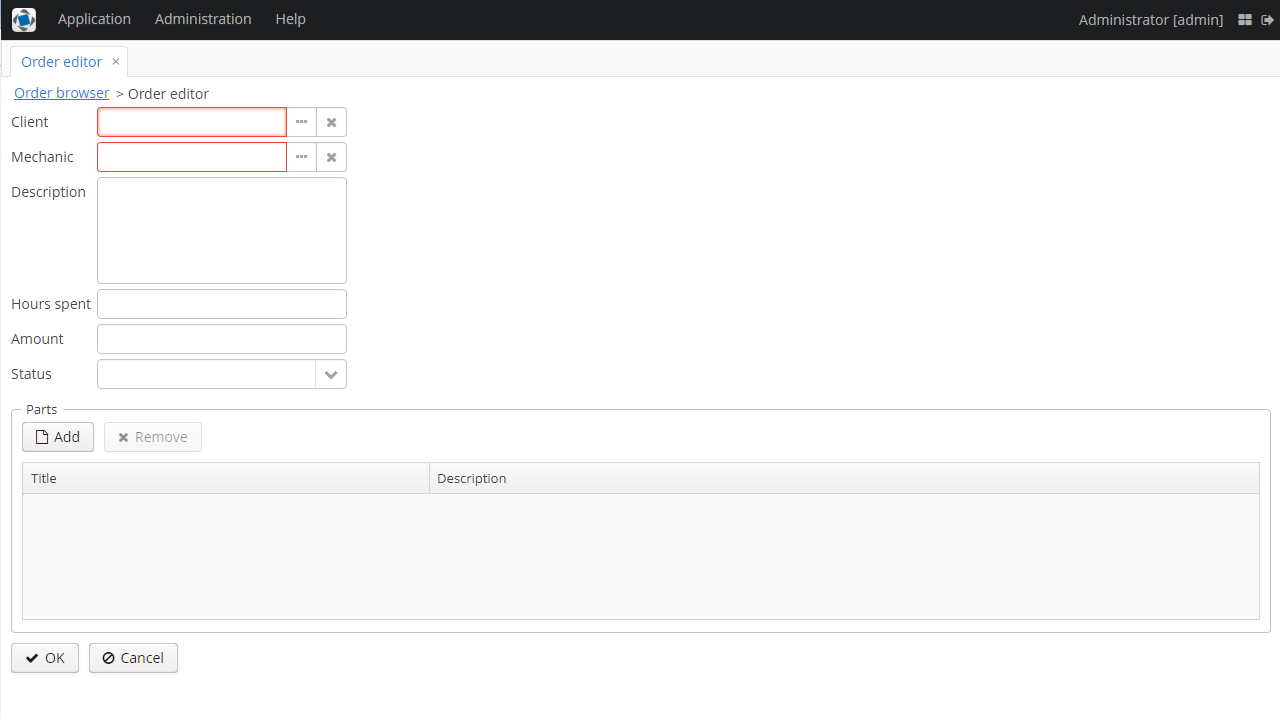 Application Administration Help Administrator [admin]
Order editor ×
Order browser > Order editor
Client
Mechanic
Description
Hours spent
Amount
Status
Parts
Add Remove
Title Description
OK Cancel